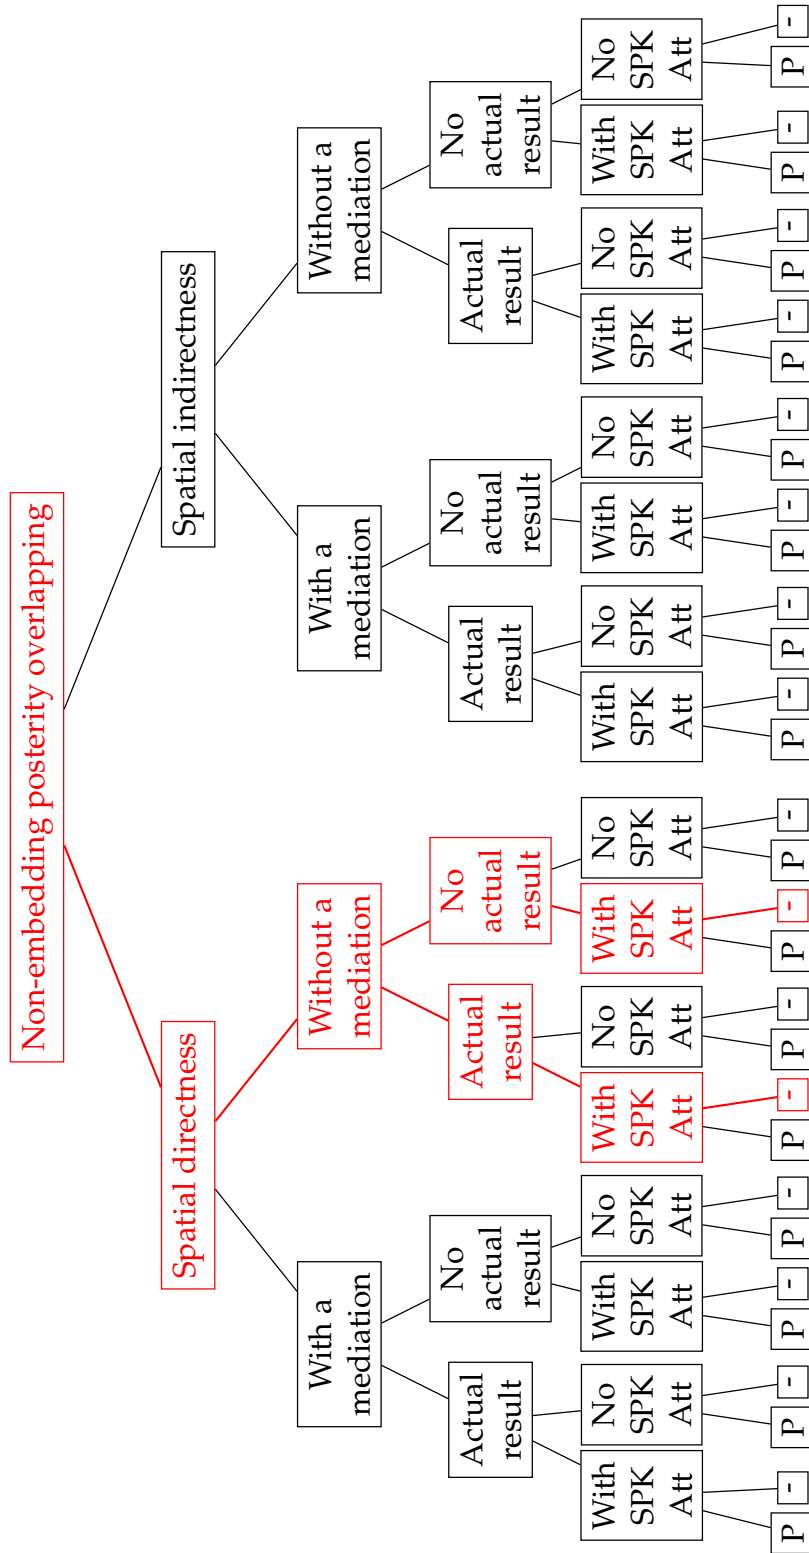 Non-embedding posterity overlapping
Spatial directness
Spatial indirectness
With a
mediation
Without a
mediation
With a
mediation
Without a
mediation
Actual
result
No
actual
result
Actual
result
No
actual
result
Actual
result
No
actual
result
Actual
result
No
actual
result
With
SPK
Att
No
SPK
Att
With
SPK
Att
No
SPK
Att
With
SPK
Att
No
SPK
Att
With
SPK
Att
No
SPK
Att
With
SPK
Att
No
SPK
Att
With
SPK
Att
No
SPK
Att
With
SPK
Att
No
SPK
Att
With
SPK
Att
No
SPK
Att
P
-
P
-
P
-
P
-
P
-
P
-
P
-
P
-
P
-
P
-
P
-
P
-
P
-
P
-
P
-
P
-